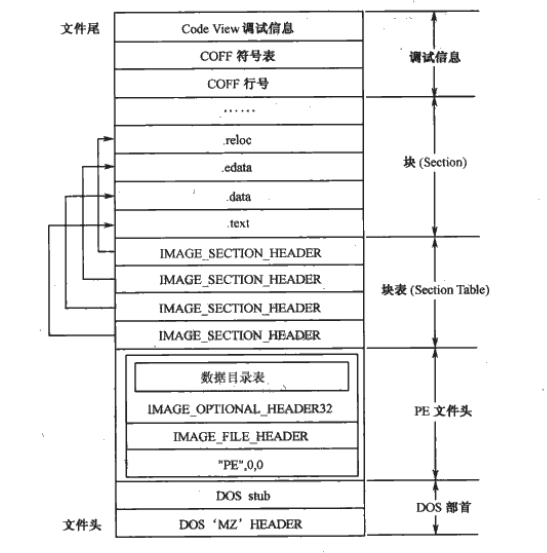 文件尾
Code View 调试信息
COFF 符号表
COFF 行号
调试信息
……
.reloc
.edata
.data
.text
块 (Section)
IMAGE_SECTION_HEADER
IMAGE_SECTION_HEADER
IMAGE_SECTION_HEADER
IMAGE_SECTION_HEADER
块表 (Section Table)
数据目录表
IMAGE_OPTIONAL_HEADER32
IMAGE_FILE_HEADER
"PE",0,0
PE 文件头
DOS stub
DOS 部首
文件头
DOS ‘MZ’ HEADER